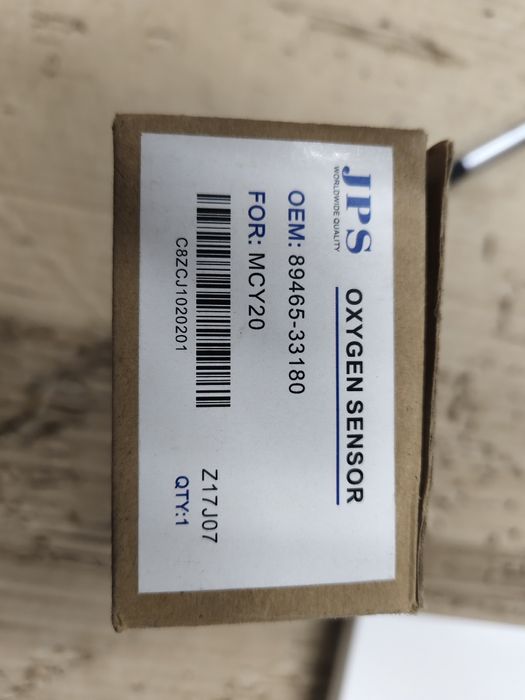 JPS
WORLDWIDE QUALITY
OXYGEN SENSOR
OEM: 89465-33180
FOR: MCY20
C8ZCJ1020201
Z17J07
QTY:1